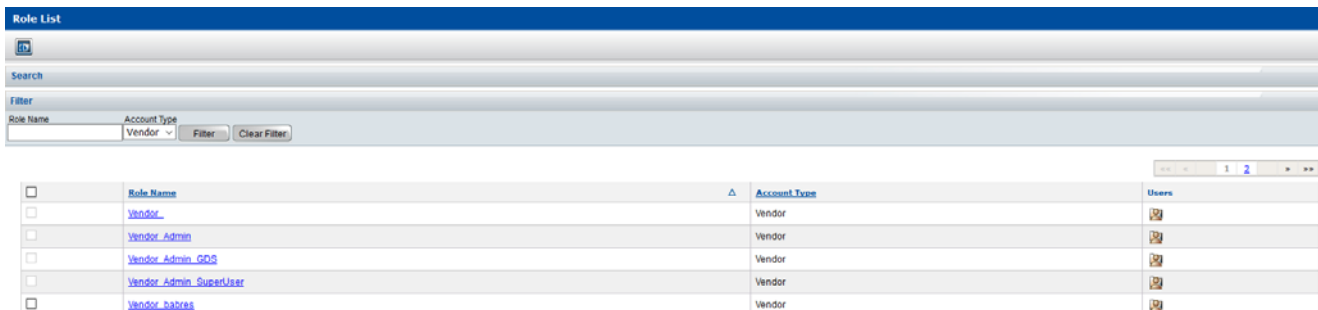 Role List
Search
Filter
Role Name Account Type
Vendor Filter Clear Filter
«« « 1 2 » »»
Role Name Account Type Users
Vendor_ Vendor
Vendor_Admin Vendor
Vendor_Admin_GDS Vendor
Vendor_Admin_SuperUser Vendor
Vendor_babres Vendor